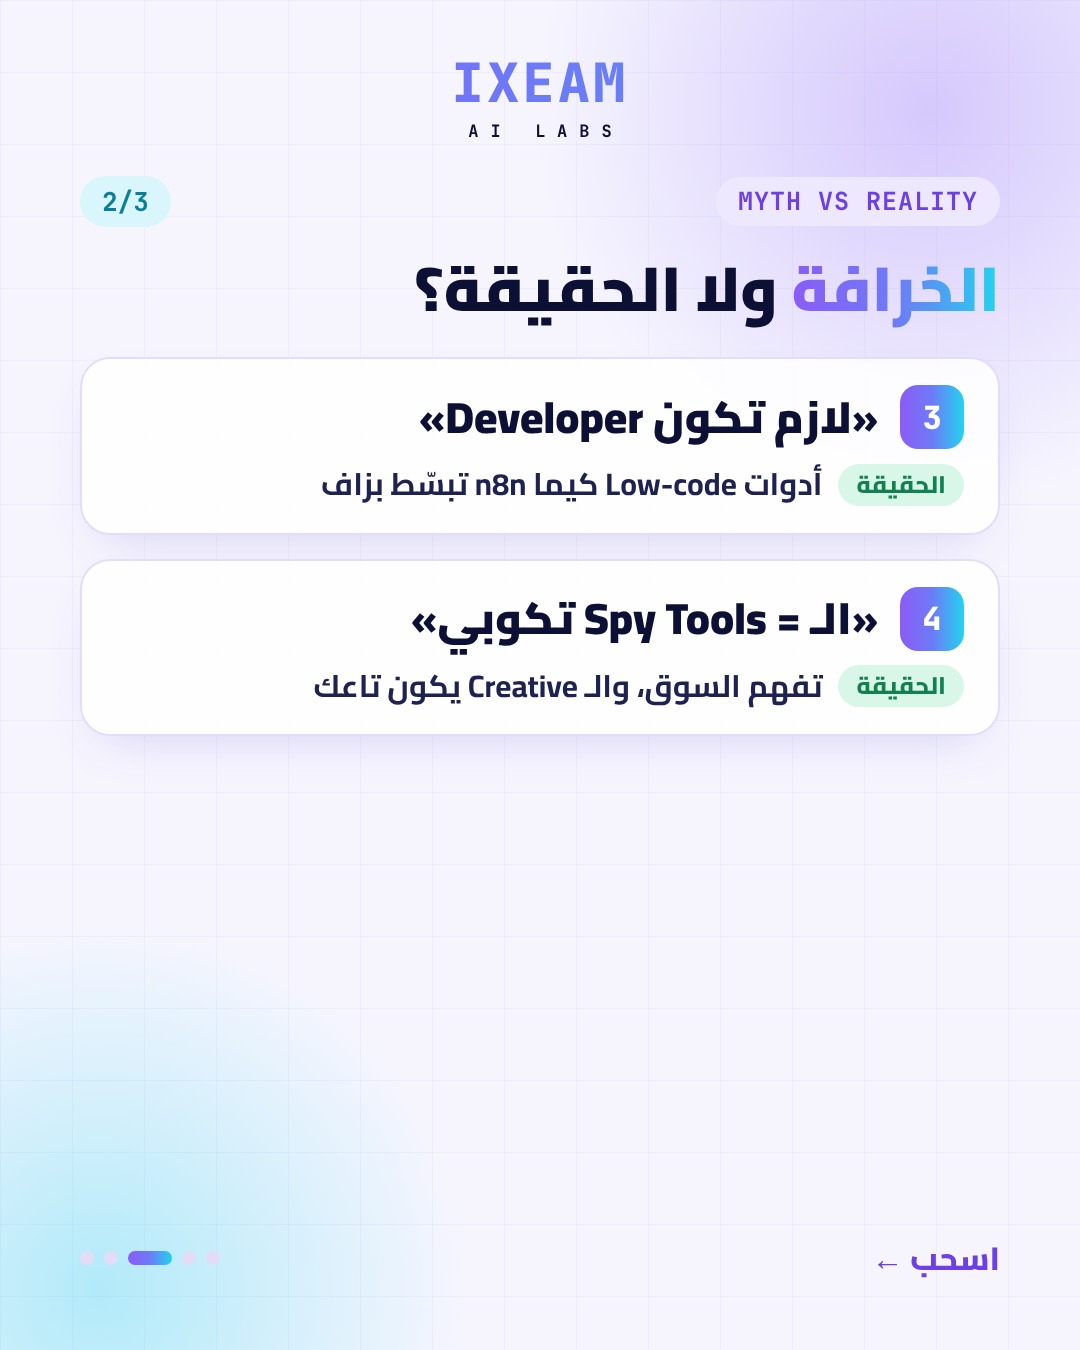 IXEAM
AI LABS
MYTH VS REALITY
2/3
الخرافة ولا الحقيقة؟
3
«لازم تكون Developer»
الحقيقة
أدوات Low-code كيما n8n تبسّط بزاف
4
«الـ Spy Tools = تكوبي»
الحقيقة
تفهم السوق، والـ Creative يكون تاعك
اسحب ←